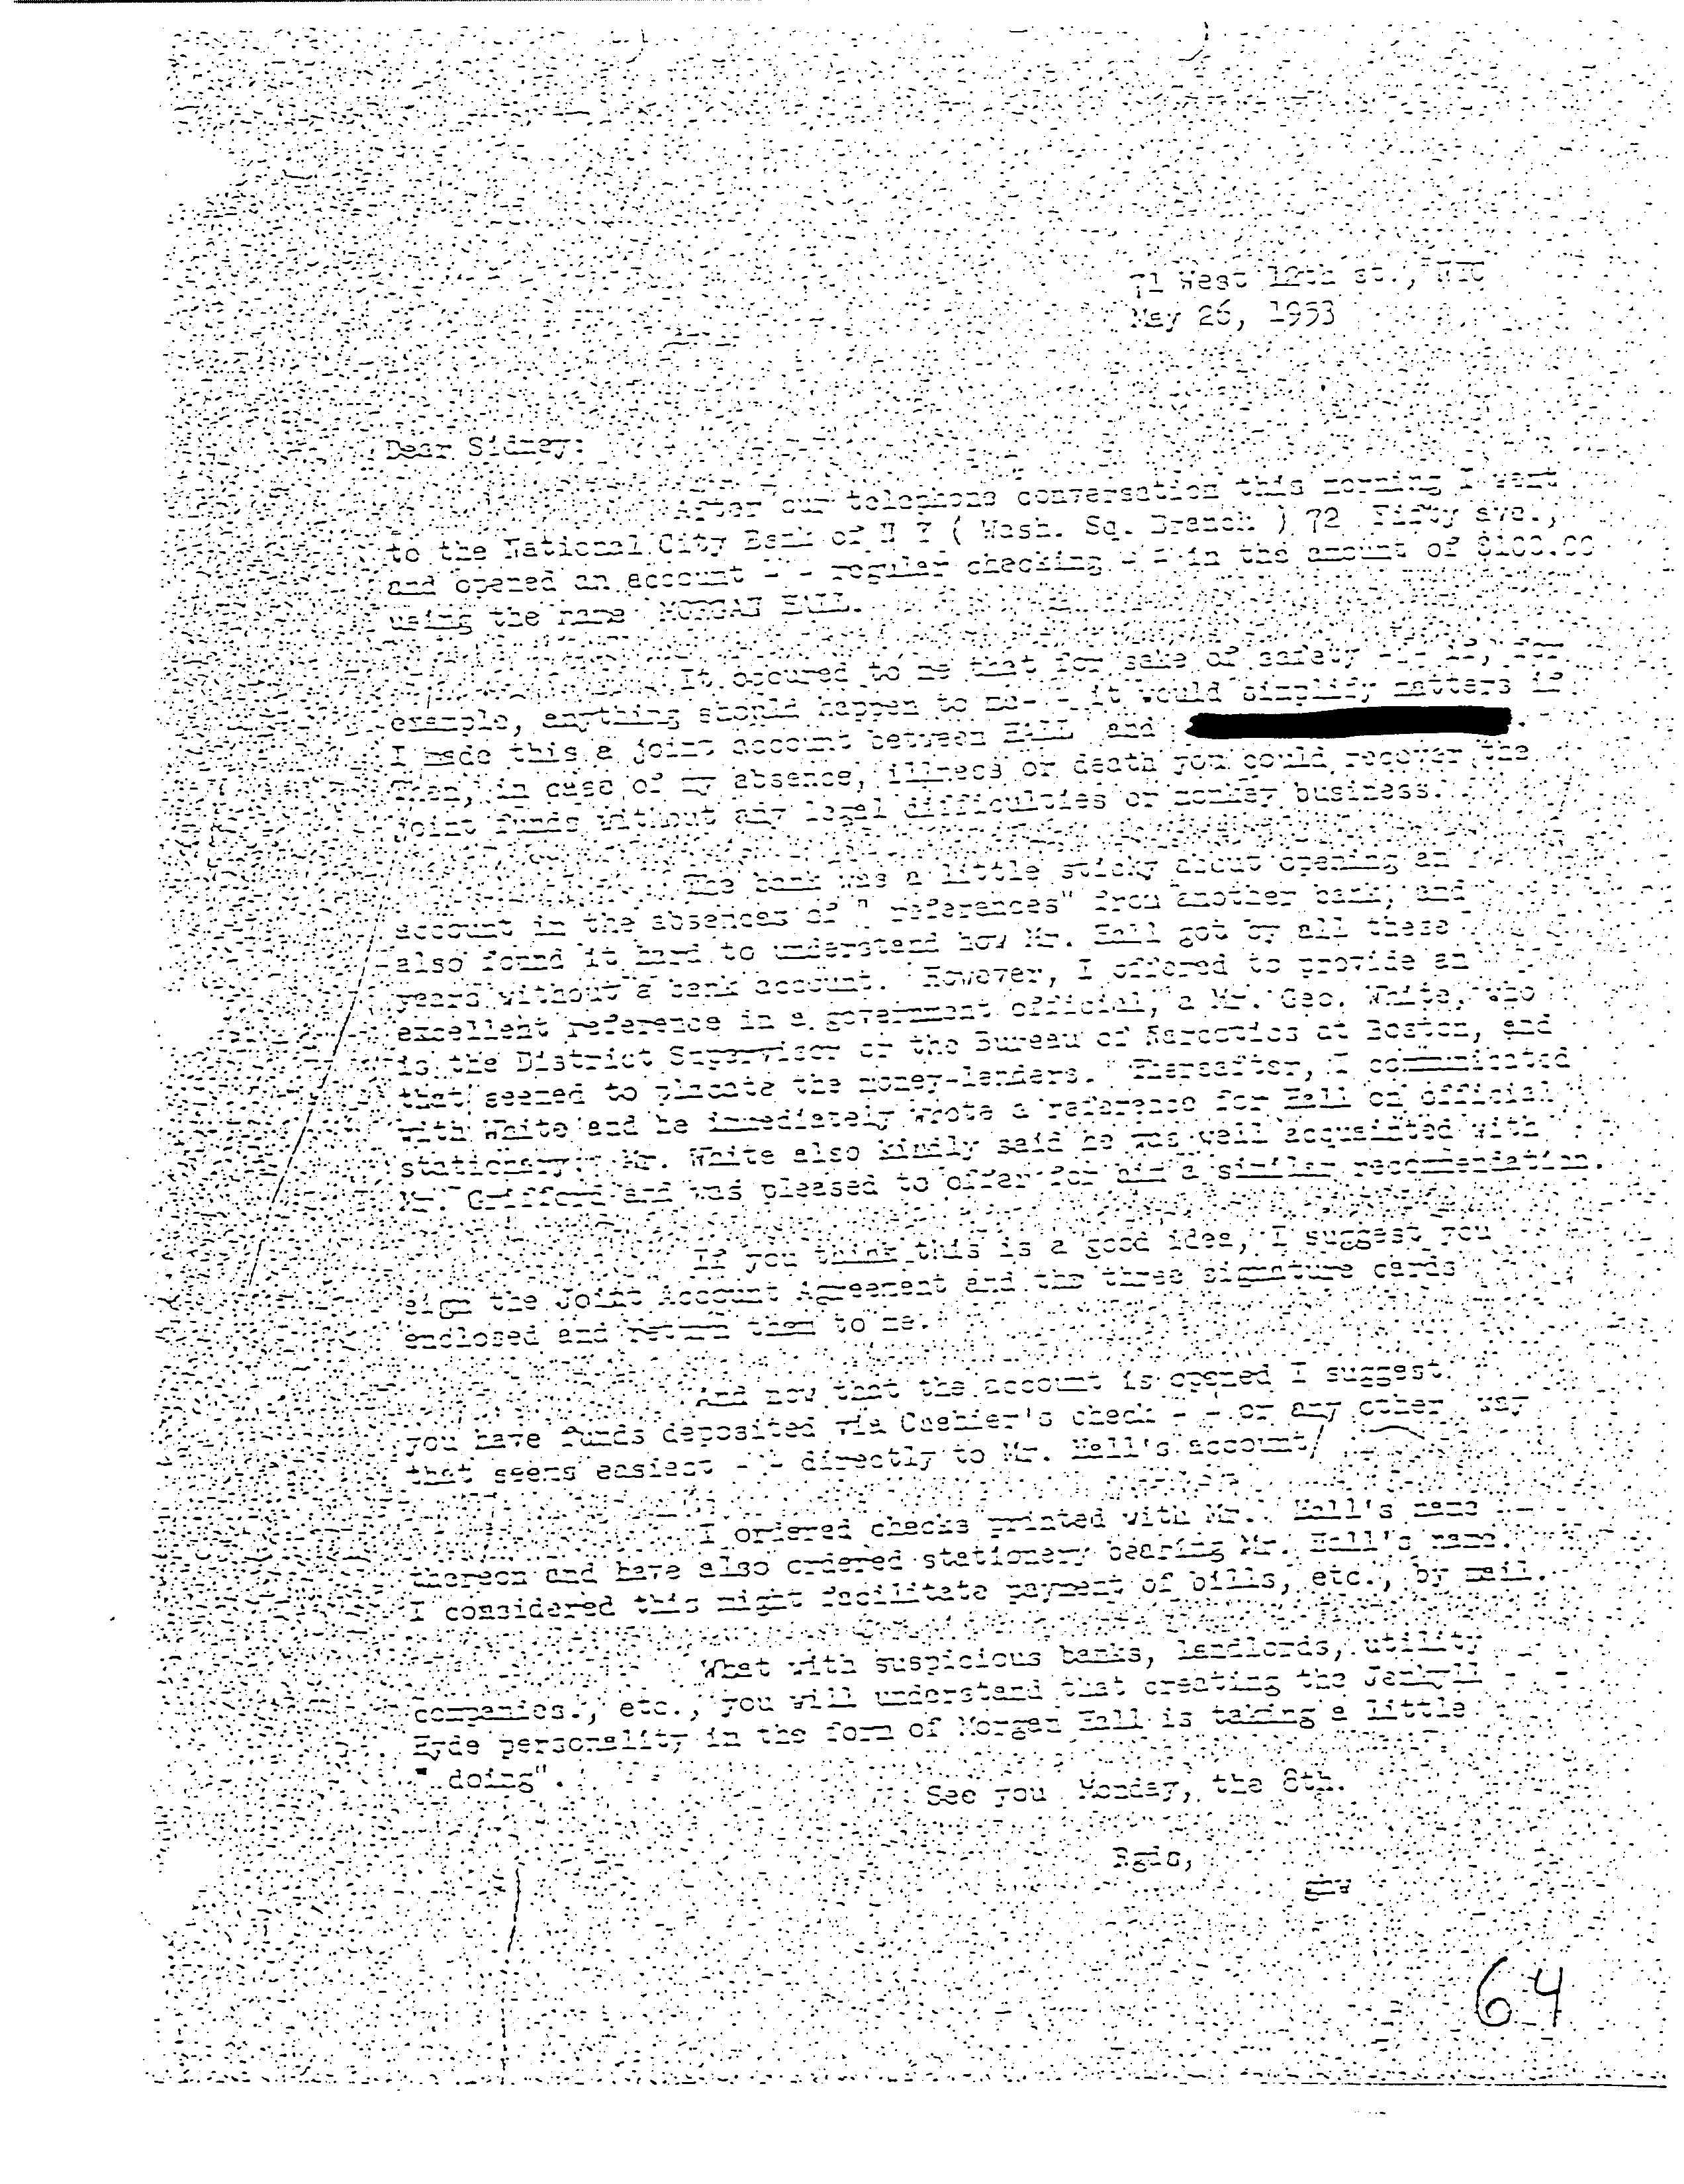 71 West 12th st., NYC
May 26, 1953
Dear Sidney:
After our telephone conversation this morning I went
to the National City Bank of N Y ( Wash. Sq. Branch ) 72 Fifty ave.,
and opened an account - - regular checking - - in the amount of $100.00
using the name MORGAN HALL.
It occured to me that for sake of safety - - if, for
example, anything should happen to me- - it would simplify matters if
I made this a joint account between HALL and
Then, in case of my absence, illness or death you could recover the
joint funds without any legal difficulties or monkey business.
The bank was a little sticky about opening an
account in the absences of " references" from another bank, and
also found it hard to understand how Mr. Hall got by all these
years without a bank account. However, I offered to provide an
excellent reference in a government official, a Mr. Geo. White, who
is the District Supervisor of the Bureau of Narcotics at Boston, and
that seemed to placate the money-lenders. Thereafter, I communicated
with White and he immediately wrote a reference for Hall on official
stationery. Mr. White also kindly said he was well acquainted with
Mr. Grifford and was pleased to offer for him a similar recommendation.
If you think this is a good idea, I suggest you
sign the Joint Account Agreement and the three signature cards
enclosed and return them to me.
And now that the account is opened I suggest
you have funds deposited via Cashier's check - - or any other way
that seems easiest - - directly to Mr. Hall's account/
I ordered checks printed with Mr. Hall's name
thereon and have also ordered stationery bearing Mr. Hall's name.
I considered this might facilitate payment of bills, etc., by mail.
What with suspicious banks, landlords, utility
companies., etc., you will understand that creating the Jeckyll
Hyde personality in the form of Morgan Hall is taking a little
" doing".
See you Monday, the 8th.
Rgds,
ghw
64